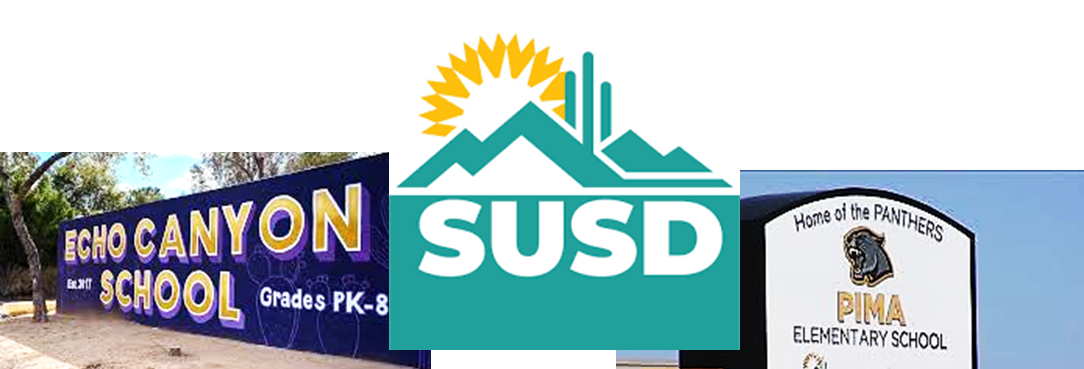 ECHO CANYON
SCHOOL
Est. 2017
Grades PK-8
SUSD
Home of the PANTHERS
PIMA
ELEMENTARY SCHOOL